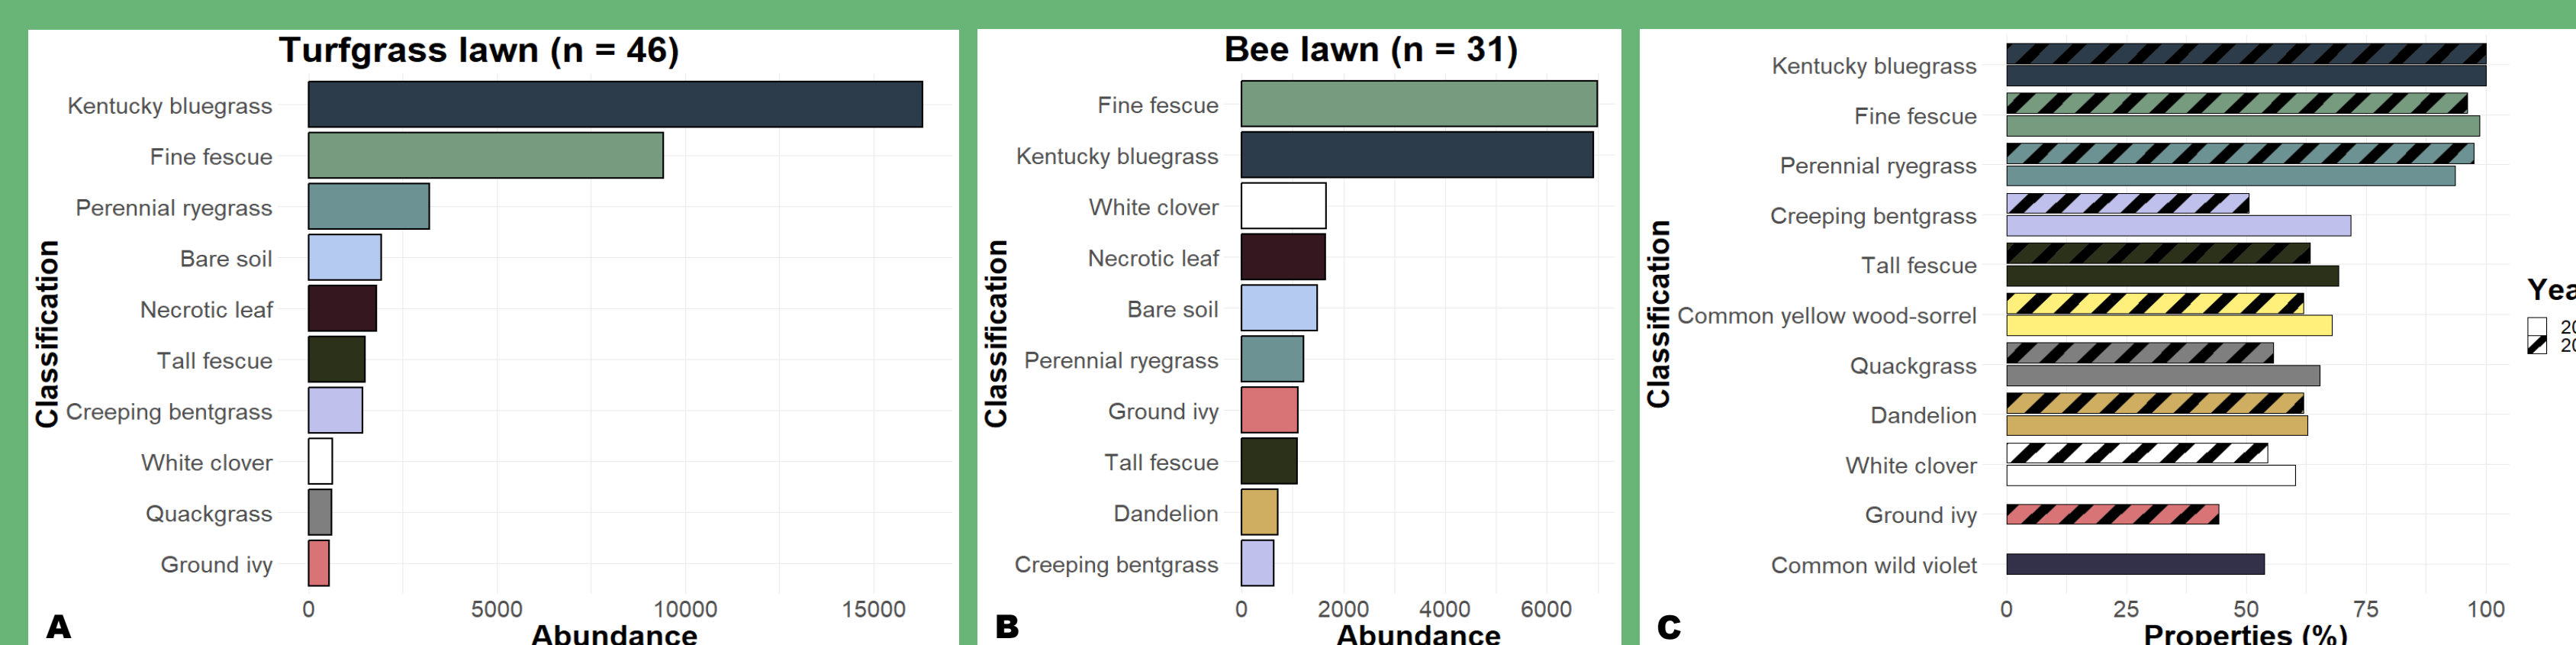 Turfgrass lawn (n = 46)
Kentucky bluegrass
Fine fescue
Perennial ryegrass
Bare soil
Necrotic leaf
Tall fescue
Creeping bentgrass
White clover
Quackgrass
Ground ivy
Classification
0 5000 10000 15000
Abundance
A
Bee lawn (n = 31)
Fine fescue
Kentucky bluegrass
White clover
Necrotic leaf
Bare soil
Perennial ryegrass
Ground ivy
Tall fescue
Dandelion
Creeping bentgrass
Classification
0 2000 4000 6000
Abundance
B
Kentucky bluegrass
Fine fescue
Perennial ryegrass
Creeping bentgrass
Tall fescue
Common yellow wood-sorrel
Quackgrass
Dandelion
White clover
Ground ivy
Common wild violet
Classification
0 25 50 75 100
Properties (%)
C